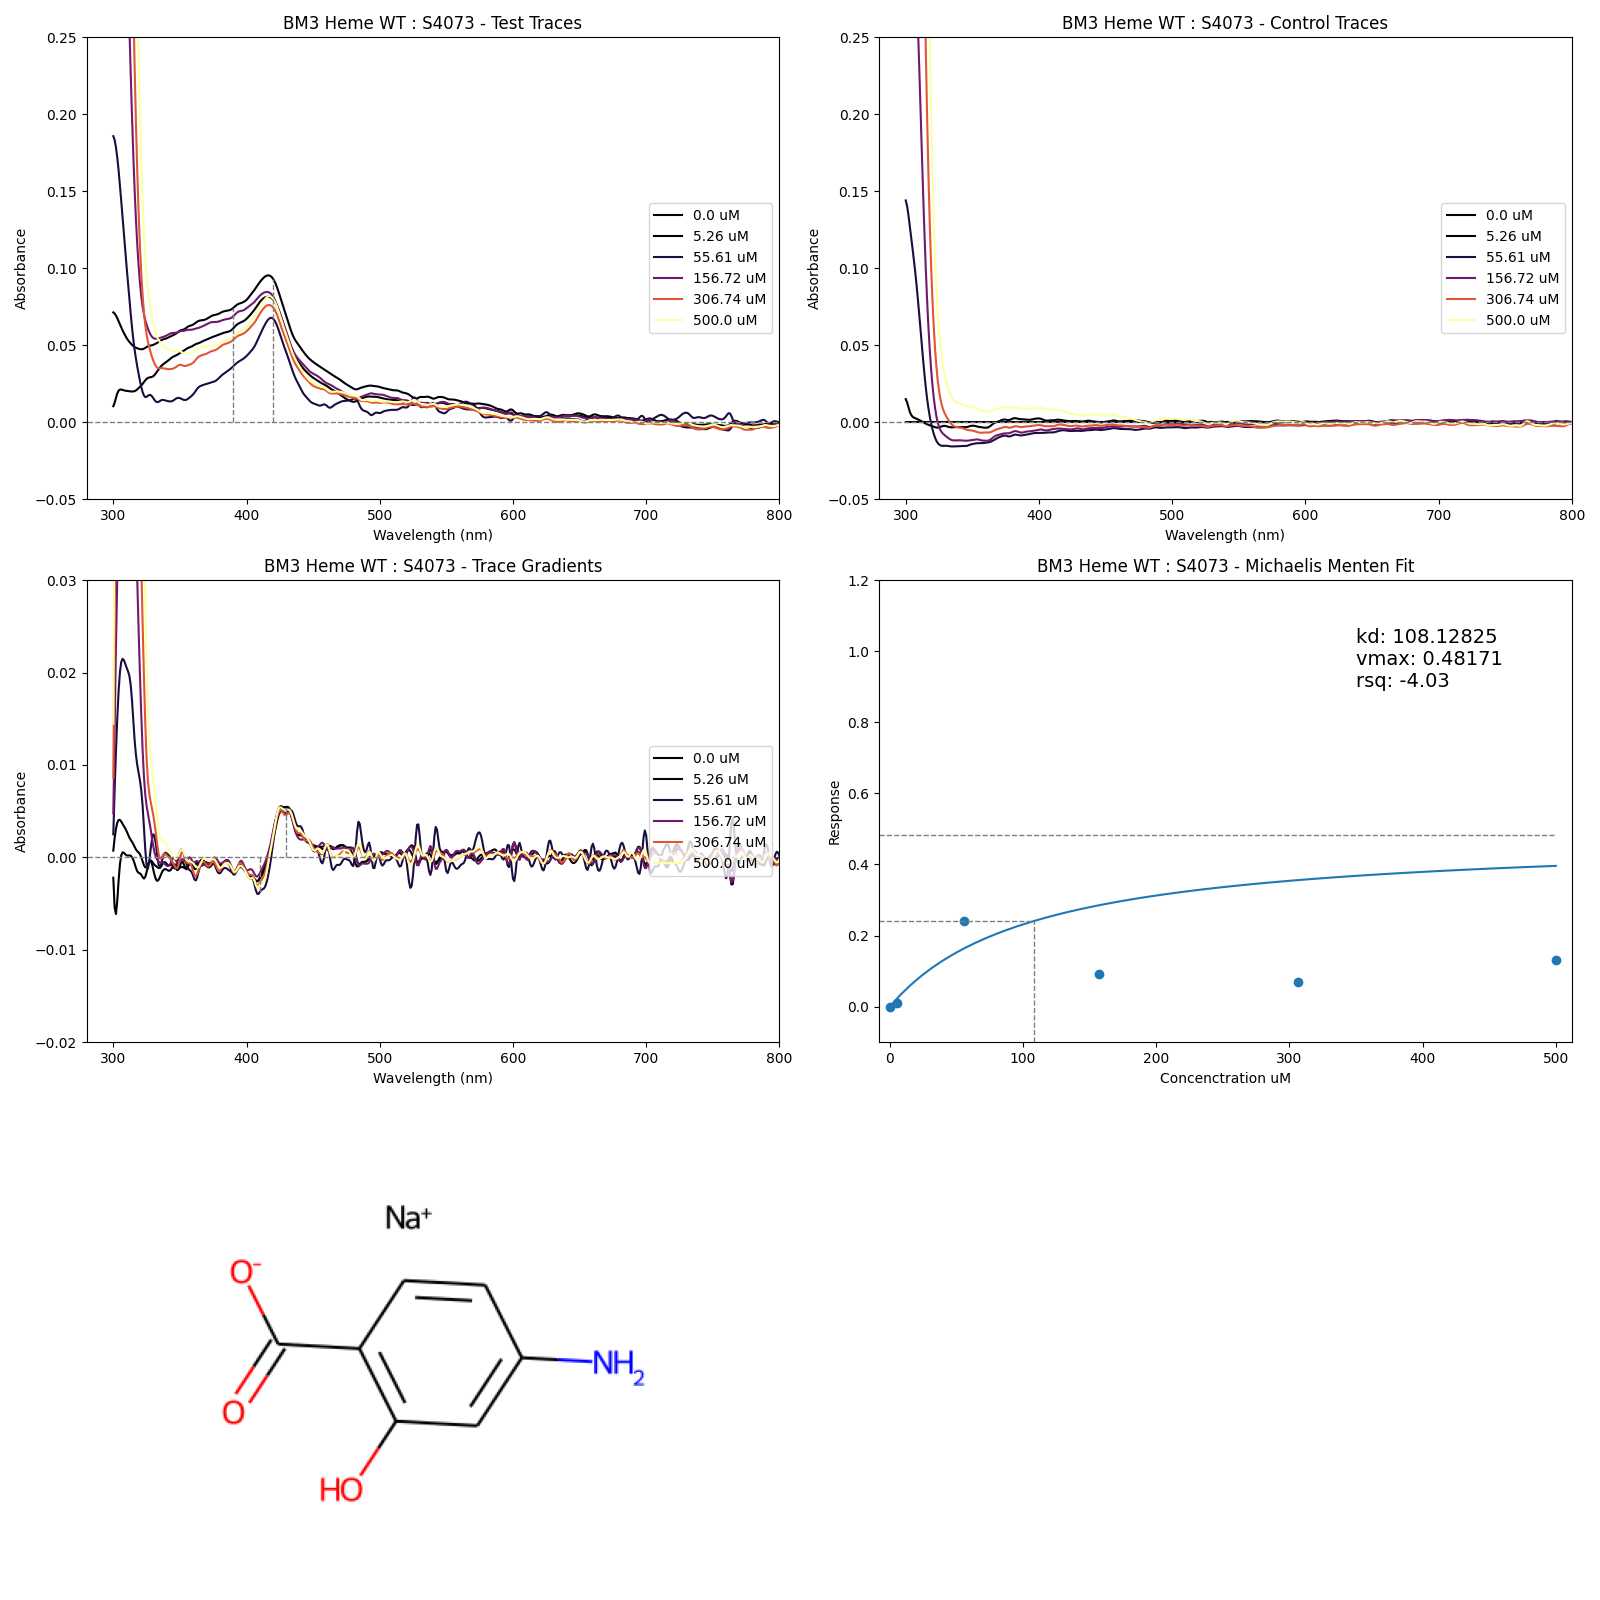 BM3 Heme WT : S4073 - Test Traces
0.25
0.20
0.15
0.10
0.05
0.00
−0.05
Absorbance
300 400 500 600 700 800
Wavelength (nm)
0.0 uM
5.26 uM
55.61 uM
156.72 uM
306.74 uM
500.0 uM
BM3 Heme WT : S4073 - Control Traces
0.25
0.20
0.15
0.10
0.05
0.00
−0.05
Absorbance
300 400 500 600 700 800
Wavelength (nm)
0.0 uM
5.26 uM
55.61 uM
156.72 uM
306.74 uM
500.0 uM
BM3 Heme WT : S4073 - Trace Gradients
0.03
0.02
0.01
0.00
−0.01
−0.02
Absorbance
300 400 500 600 700 800
Wavelength (nm)
0.0 uM
5.26 uM
55.61 uM
156.72 uM
306.74 uM
500.0 uM
BM3 Heme WT : S4073 - Michaelis Menten Fit
1.2
1.0
0.8
0.6
0.4
0.2
0.0
Response
kd: 108.12825
vmax: 0.48171
rsq: -4.03
0 100 200 300 400 500
Concenctration uM
Na⁺
O⁻
O
NH₂
HO